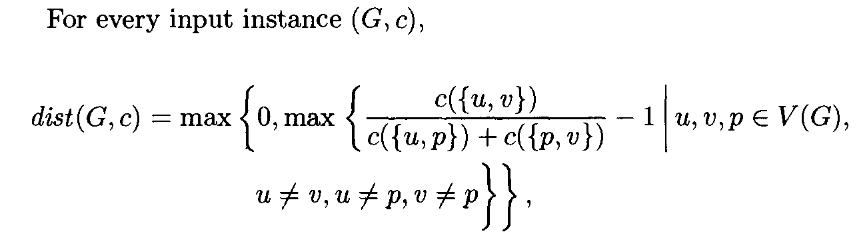 For every input instance (G, c),
dist(G, c) = max {0, max { c({u, v}) / c({u, p}) + c({p, v}) − 1 | u, v, p ∈ V(G),
u ≠ v, u ≠ p, v ≠ p}},